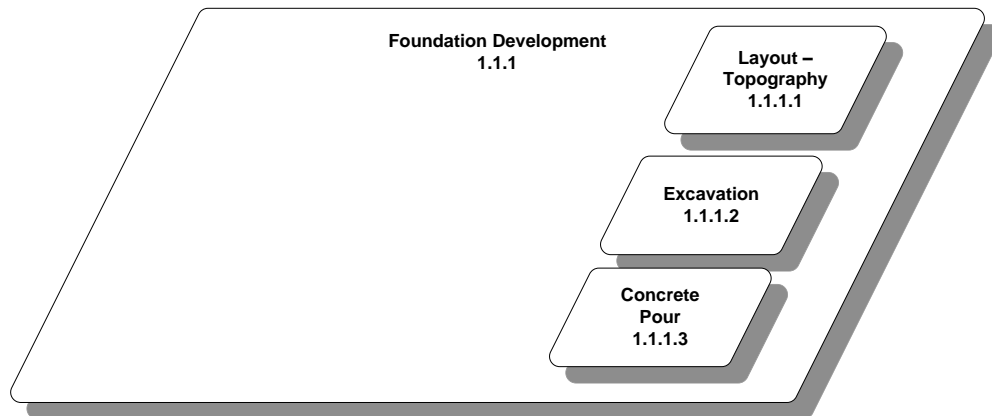 Foundation Development
1.1.1
Layout –
Topography
1.1.1.1
Excavation
1.1.1.2
Concrete
Pour
1.1.1.3